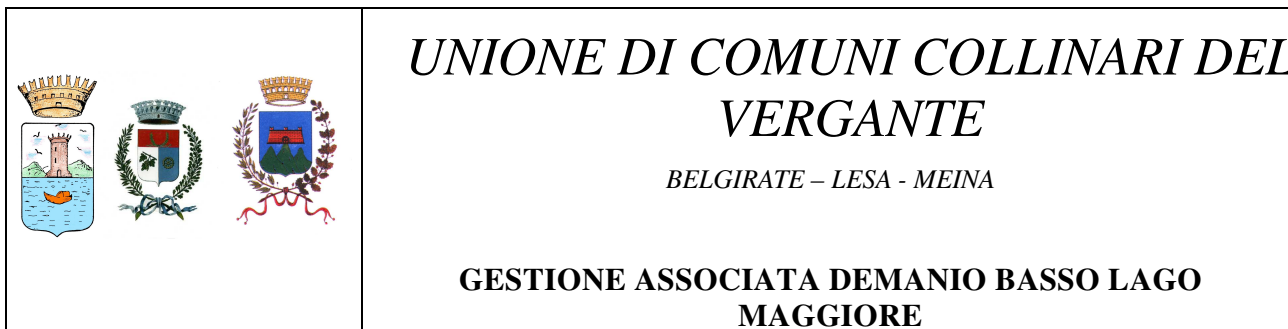 UNIONE DI COMUNI COLLINARI DEL
VERGANTE
BELGIRATE – LESA - MEINA
GESTIONE ASSOCIATA DEMANIO BASSO LAGO
MAGGIORE